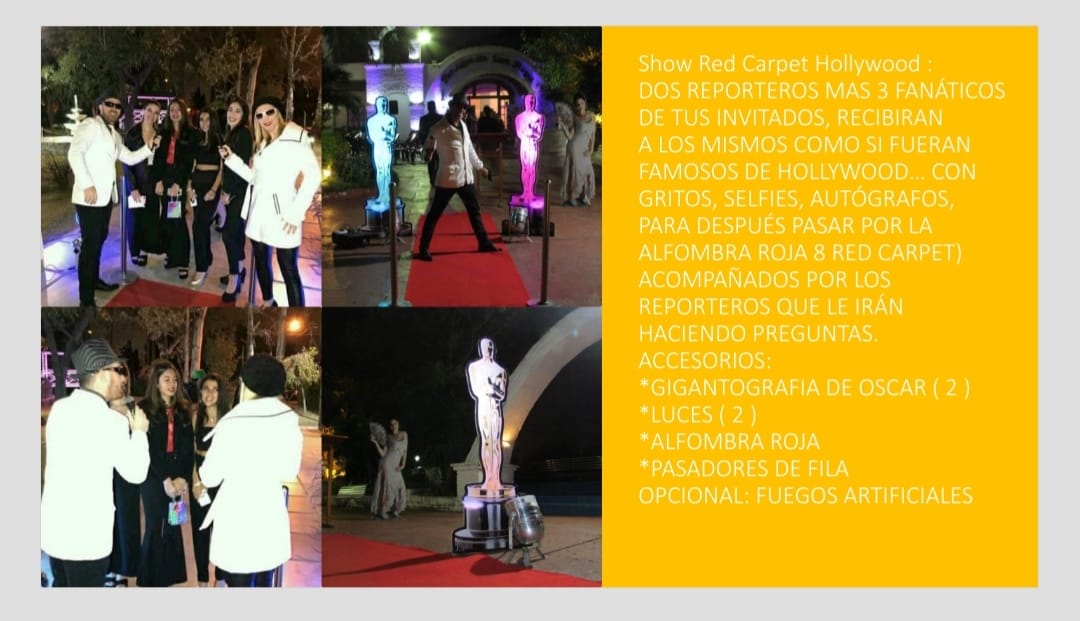 Show Red Carpet Hollywood :
DOS REPORTEROS MAS 3 FANÁTICOS
DE TUS INVITADOS, RECIBIRAN
A LOS MISMOS COMO SI FUERAN
FAMOSOS DE HOLLYWOOD... CON
GRITOS, SELFIES, AUTÓGRAFOS,
PARA DESPUÉS PASAR POR LA
ALFOMBRA ROJA 8 RED CARPET)
ACOMPAÑADOS POR LOS
REPORTEROS QUE LE IRÁN
HACIENDO PREGUNTAS.
ACCESORIOS:
*GIGANTOGRAFIA DE OSCAR ( 2 )
*LUCES ( 2 )
*ALFOMBRA ROJA
*PASADORES DE FILA
OPCIONAL: FUEGOS ARTIFICIALES